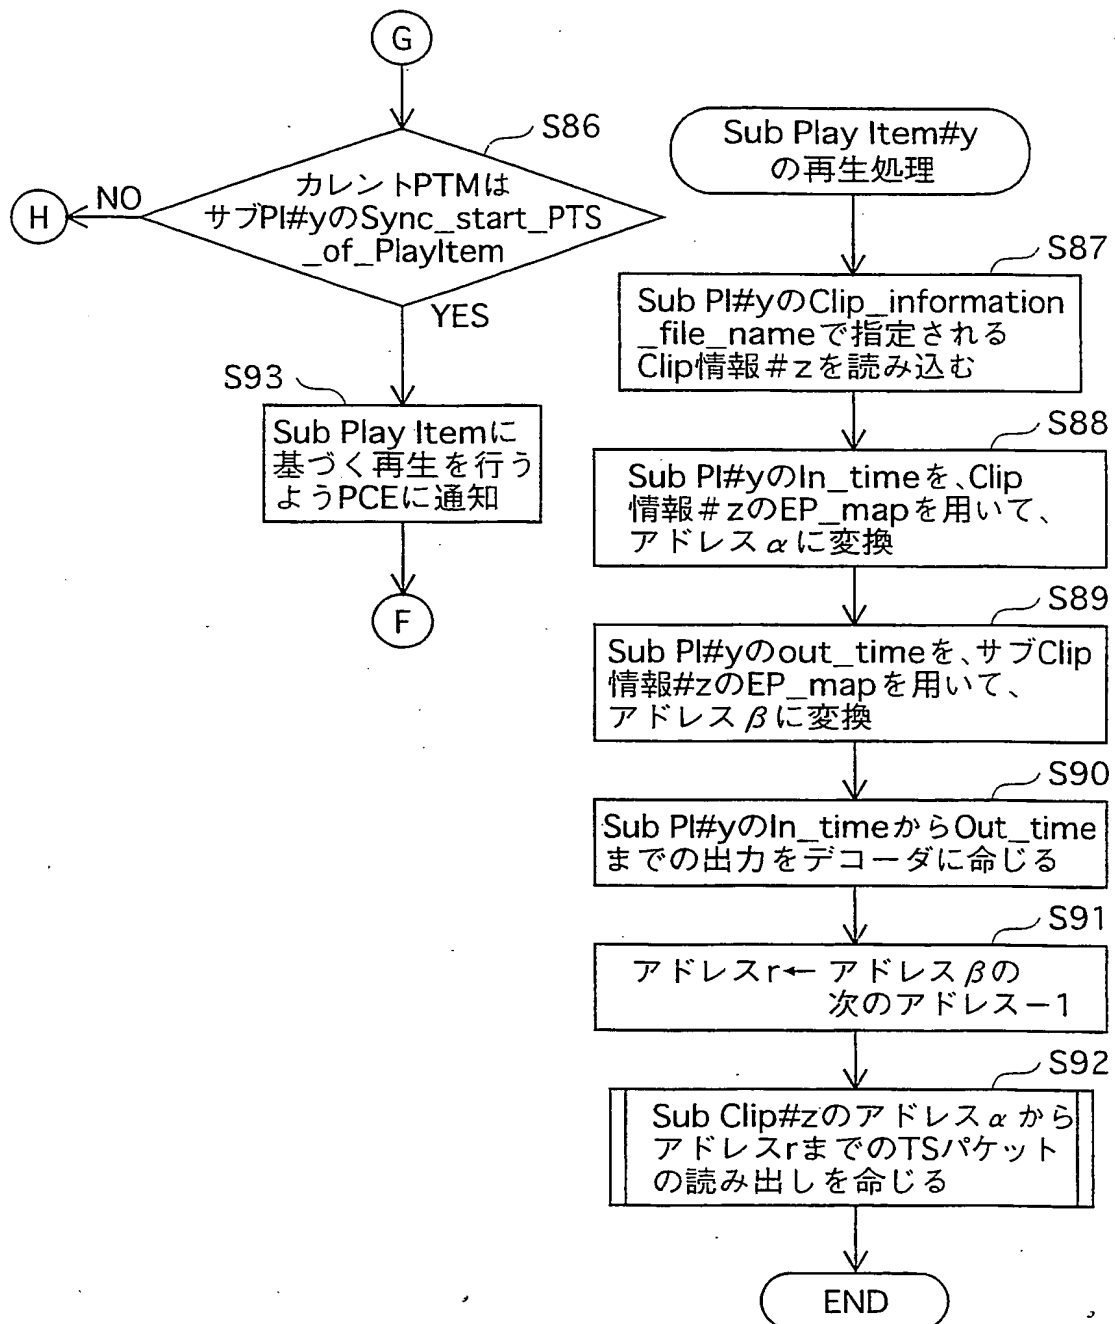 G
S86
カレントPTMは
サブPI#yのSync_start_PTS
_of_PlayItem
NO
H
YES
S93
Sub Play Itemに
基づく再生を行う
ようPCEに通知
F
Sub Play Item#y
の再生処理
S87
Sub PI#yのClip_information
_file_nameで指定される
Clip情報#zを読み込む
S88
Sub PI#yのIn_timeを、Clip
情報#zのEP_mapを用いて、
アドレスαに変換
S89
Sub PI#yのout_timeを、サブClip
情報#zのEP_mapを用いて、
アドレスβに変換
S90
Sub PI#yのIn_timeからOut_time
までの出力をデコーダに命じる
S91
アドレスr← アドレスβの
次のアドレス－1
S92
Sub Clip#zのアドレスαから
アドレスrまでのTSパケット
の読み出しを命じる
END